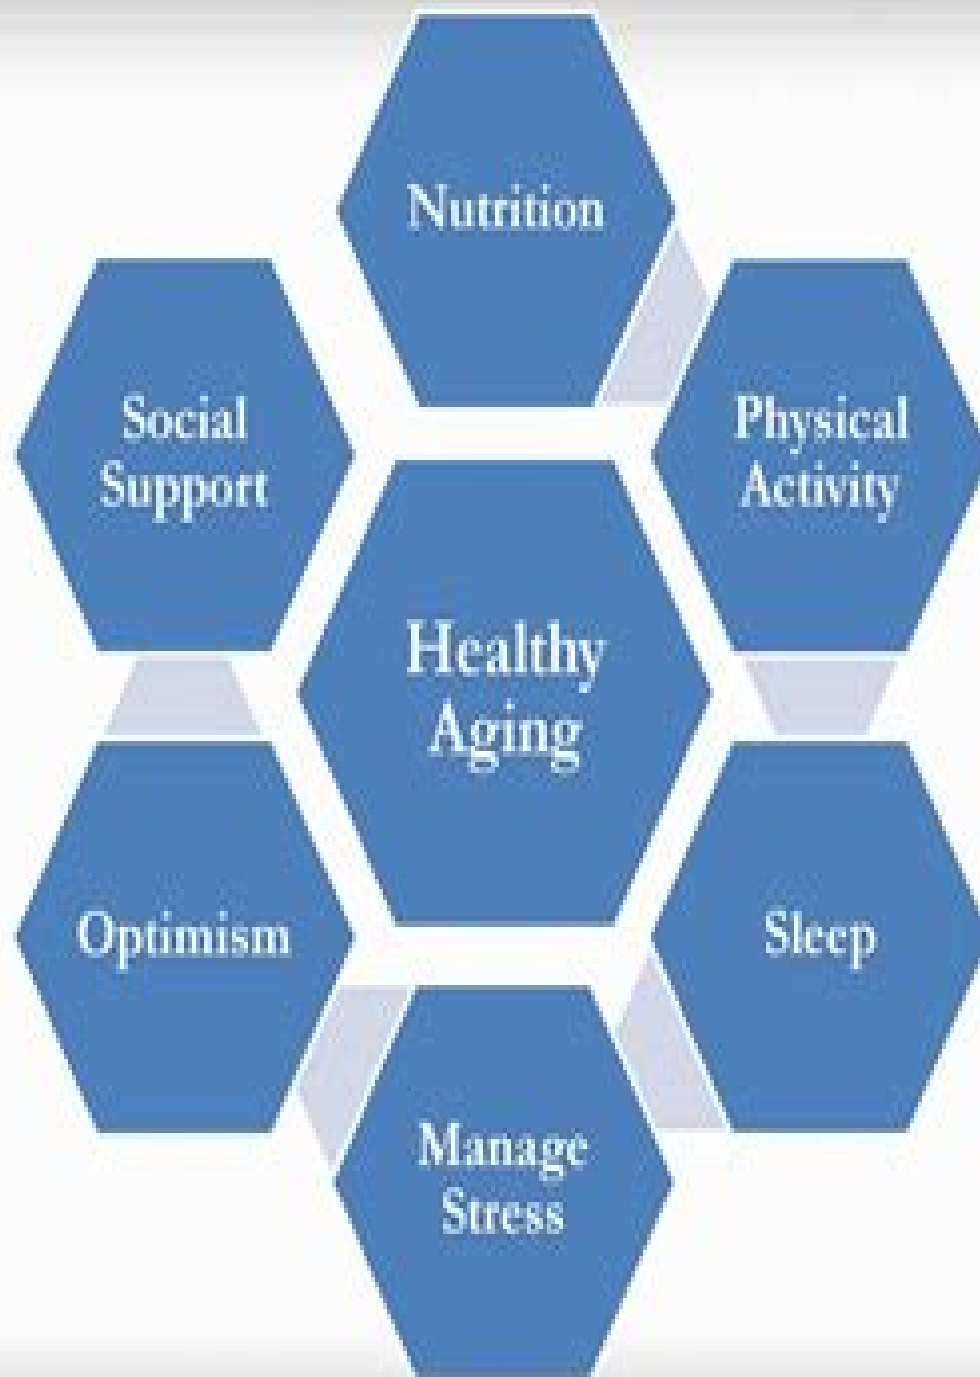 Nutrition
Physical
Activity
Sleep
Manage
Stress
Optimism
Social
Support
Healthy
Aging